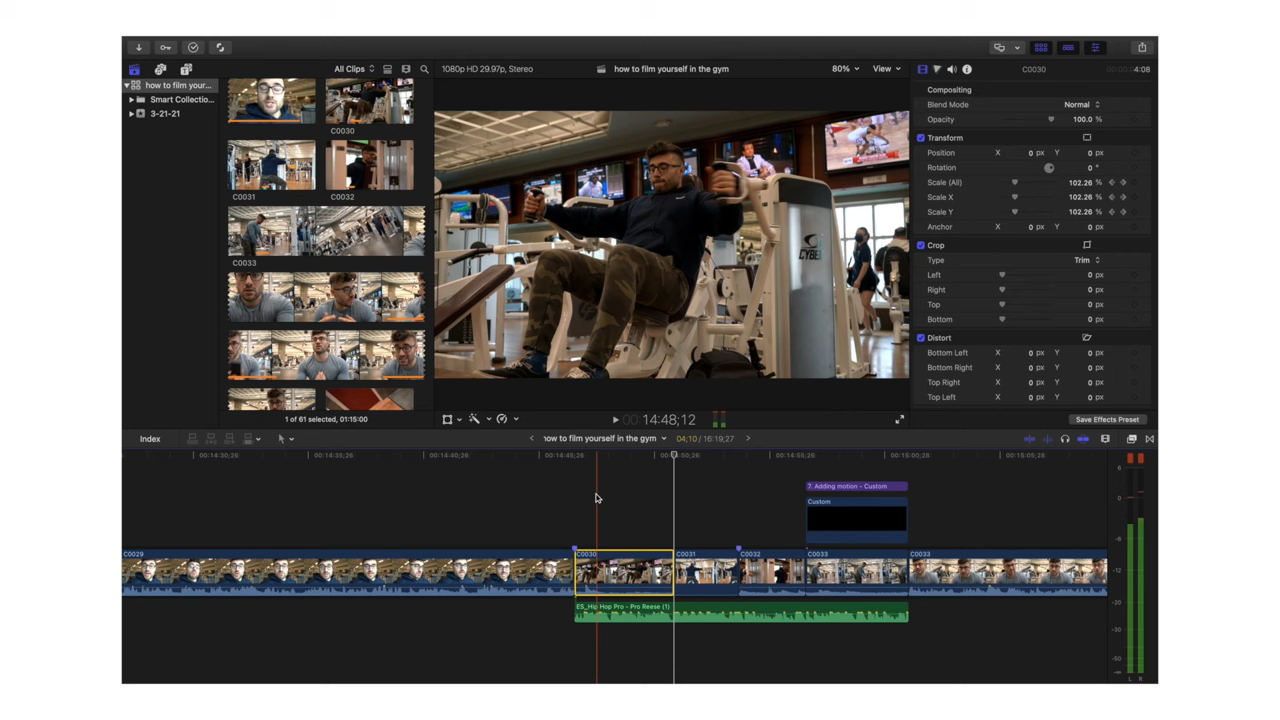 All Clips
1080p HD 29.97p, Stereo
how to film yourself in the gym
80%
View
C0030
4:08
how to film your...
Smart Collectio...
3-21-21
C0030
C0031
C0032
C0033
1 of 61 selected, 01:15:00
CYBE
00:14:48;12
Compositing
Blend Mode Normal
Opacity 100.0 %
Transform
Position X 0 px Y 0 px
Rotation 0 °
Scale (All) 102.26 %
Scale X 102.26 %
Scale Y 102.26 %
Anchor X 0 px Y 0 px
Crop
Type Trim
Left 0 px
Right 0 px
Top 0 px
Bottom 0 px
Distort
Bottom Left X 0 px Y 0 px
Bottom Right X 0 px Y 0 px
Top Right X 0 px Y 0 px
Top Left X 0 px Y 0 px
Save Effects Preset
Index
how to film yourself in the gym
04;10 / 16:19;27
00:14:30;26
00:14:35;26
00:14:40;26
00:14:45;26
00:14:55;26
00:15:00;26
00:15:05;26
7. Adding motion - Custom
Custom
C0029
C0030
C0031
C0032
C0033
C0033
ES_Hip Hop Pro - Pro Reese (1)
6
0
-6
-12
-20
-30
-50
-∞
L R